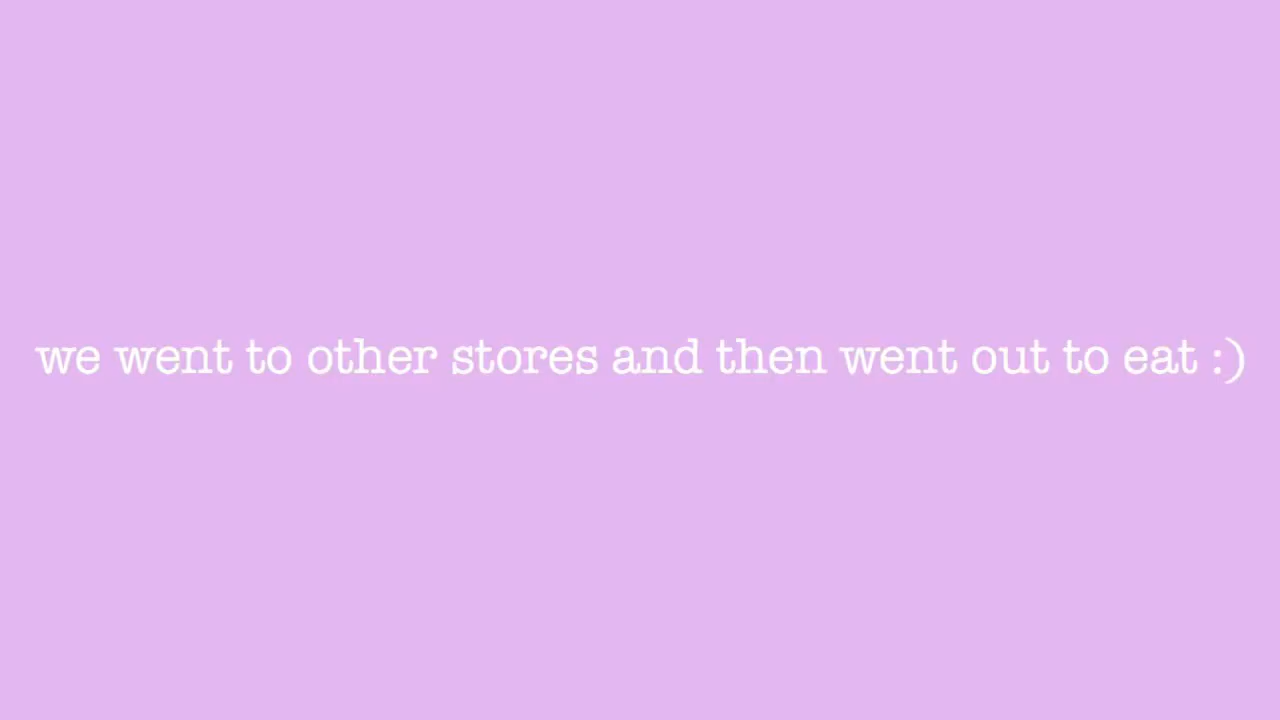 we went to other stores and then went out to eat :)